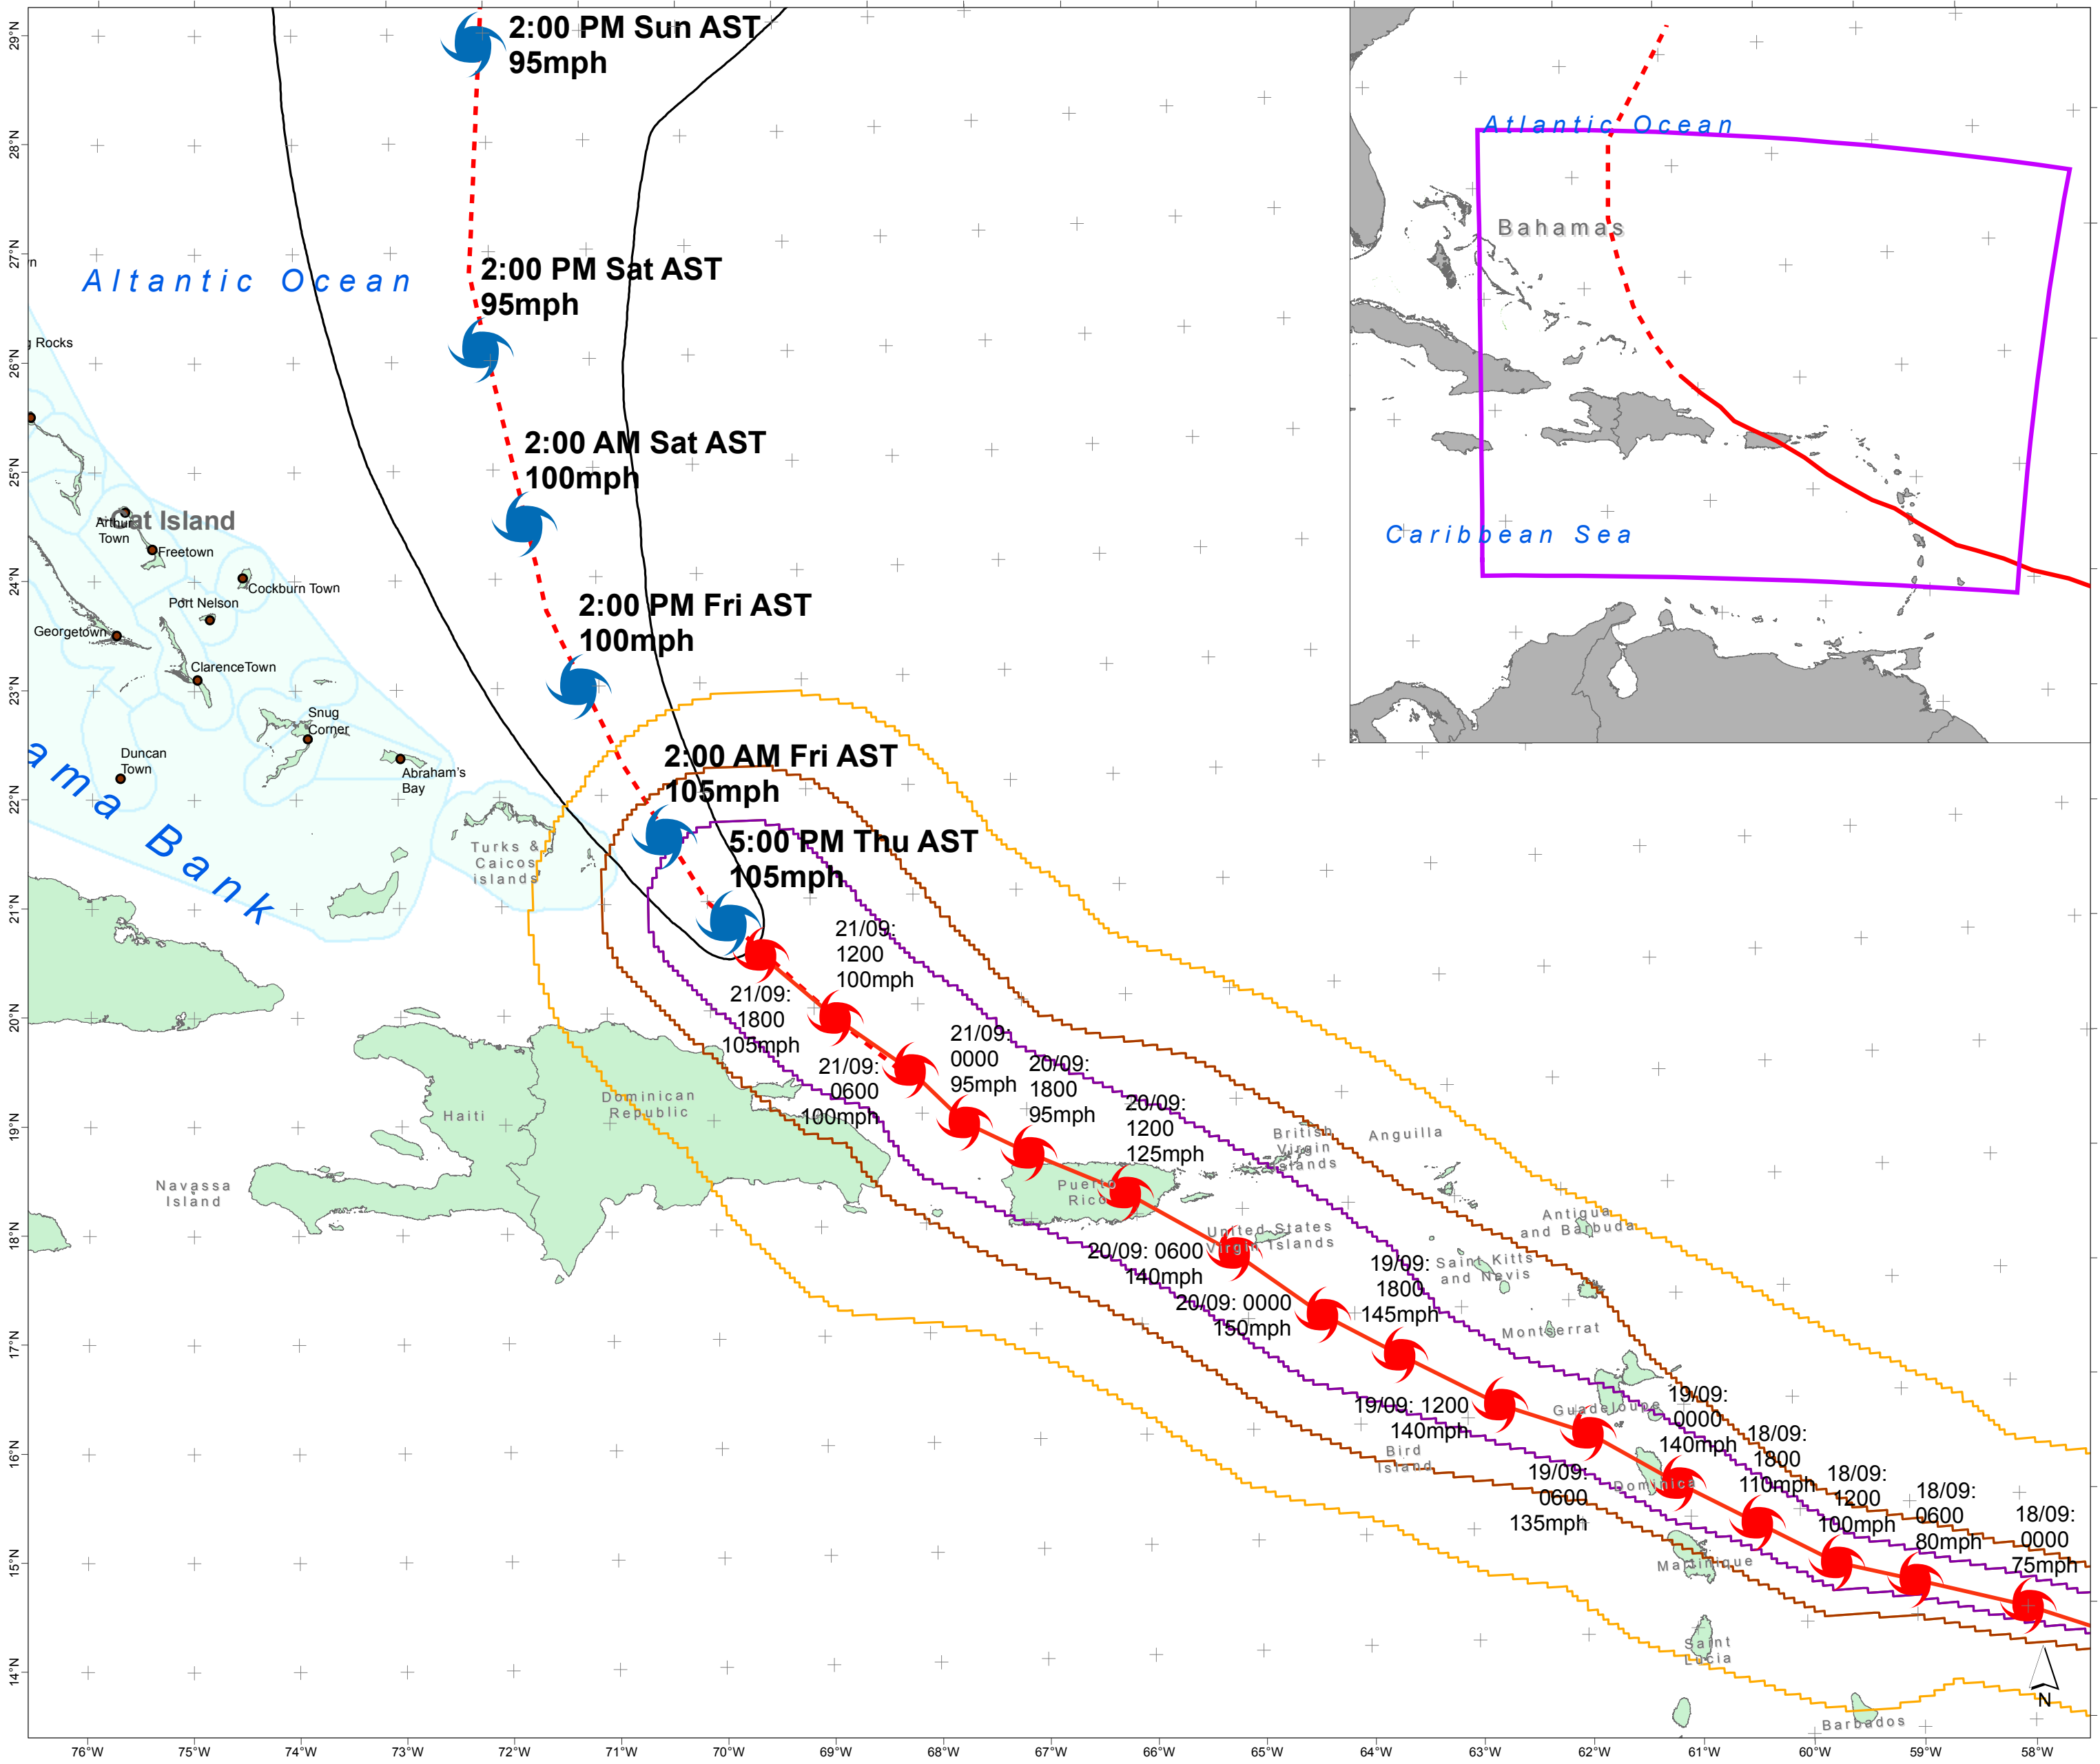 2:00 PM Sun AST
95mph
29°N
28°N
27°N
26°N
25°N
24°N
23°N
22°N
21°N
20°N
19°N
18°N
17°N
16°N
15°N
14°N
Atlantic Ocean
Bahamas
Caribbean Sea
n
Altantic Ocean
2:00 PM Sat AST
95mph
g Rocks
2:00 AM Sat AST
100mph
Cat Island
Arthur
Town
Freetown
Cockburn Town
Port Nelson
Georgetown
ClarenceTown
2:00 PM Fri AST
100mph
Snug
Corner
Duncan
Town
Abraham's
Bay
ama Bank
2:00 AM Fri AST
105mph
Turks &
Caicos
islands
5:00 PM Thu AST
105mph
21/09:
1200
100mph
21/09:
1800
105mph
21/09:
0000
95mph
21/09:
0600
100mph
20/09:
1800
95mph
20/09:
1200
125mph
Haiti
Dominican
Republic
Navassa
Island
Puerto
Rico
British
Virgin
Islands
Anguilla
Antigua
and Barbuda
United States
Virgin Islands
20/09: 0600
140mph
20/09: 0000
150mph
19/09:
1800
145mph
Saint Kitts
and Nevis
Montserrat
19/09: 1200
140mph
Guadeloupe
Bird
Island
19/09:
0000
140mph
19/09:
0600
135mph
Dominica
18/09:
1800
110mph
18/09:
1200
100mph
18/09:
0600
80mph
18/09:
0000
75mph
Martinique
Saint
Lucia
Barbados
N
76°W
75°W
74°W
73°W
72°W
71°W
70°W
69°W
68°W
67°W
66°W
65°W
64°W
63°W
62°W
61°W
60°W
59°W
58°W